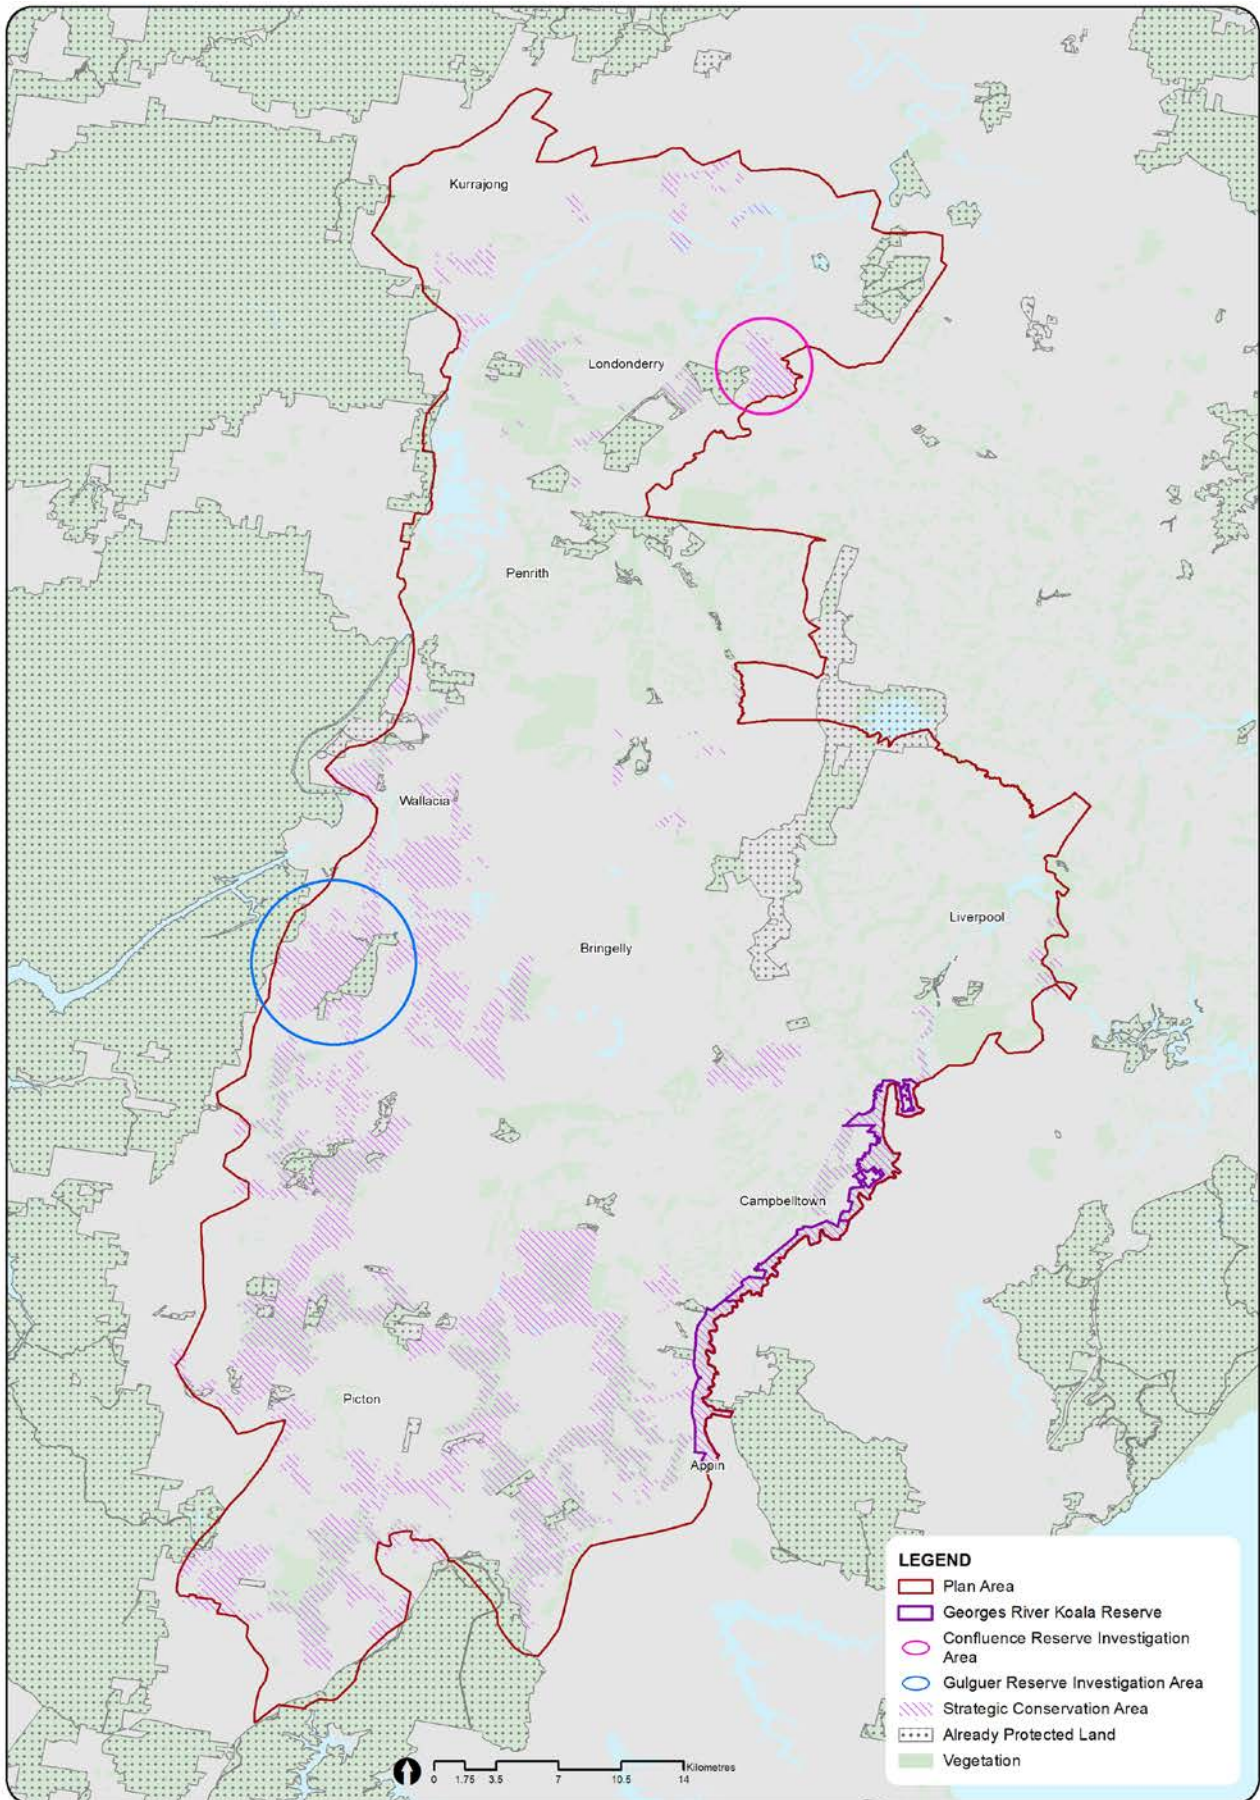 Kurrajong
Londonderry
Penrith
Wallacia
Liverpool
Bringelly
Campbelltown
Picton
Appin
LEGEND
Plan Area
Georges River Koala Reserve
Confluence Reserve Investigation
Area
Gulguer Reserve Investigation Area
Strategic Conservation Area
Already Protected Land
Vegetation
Kilometres
0 1.75 3.5 7 10.5 14